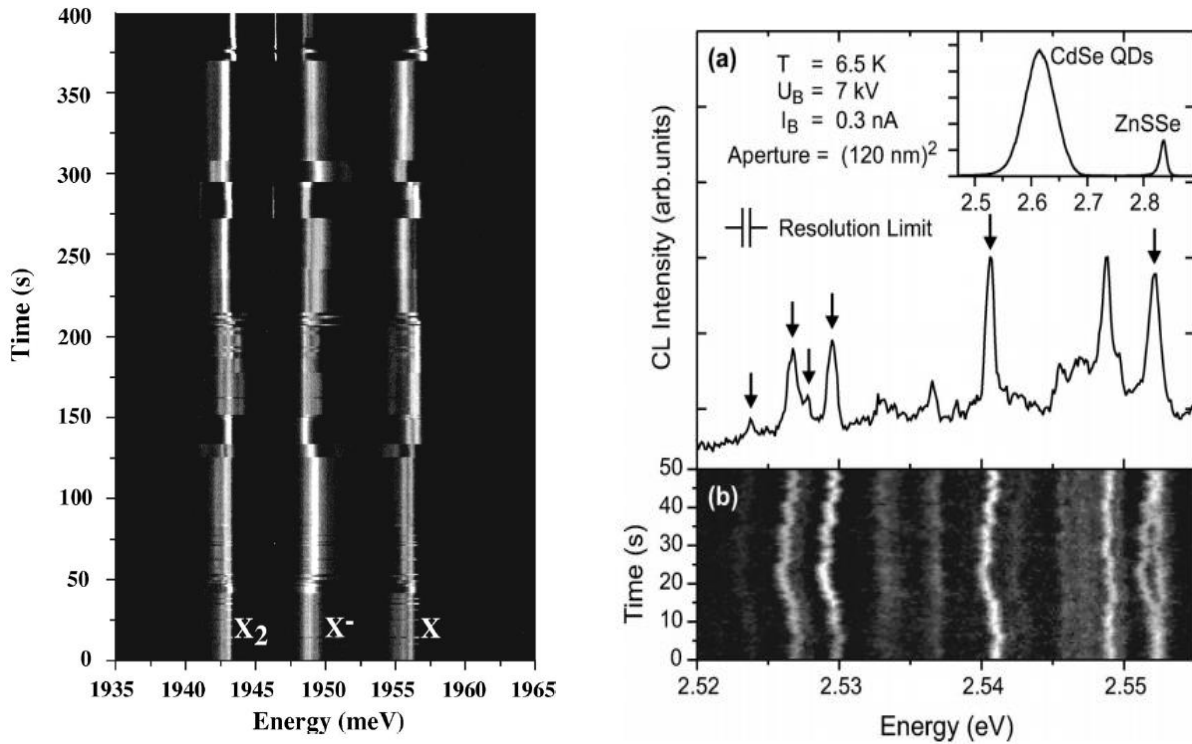 400
350
300
250
200
150
100
50
0
Time (s)
X₂ X⁻ X
1935 1940 1945 1950 1955 1960 1965
Energy (meV)
(a)
T = 6.5 K
U_B = 7 kV
I_B = 0.3 nA
Aperture = (120 nm)²
Resolution Limit
CdSe QDs
ZnSSe
2.5 2.6 2.7 2.8
CL Intensity (arb.units)
(b)
50
40
30
20
10
0
Time (s)
2.52 2.53 2.54 2.55
Energy (eV)